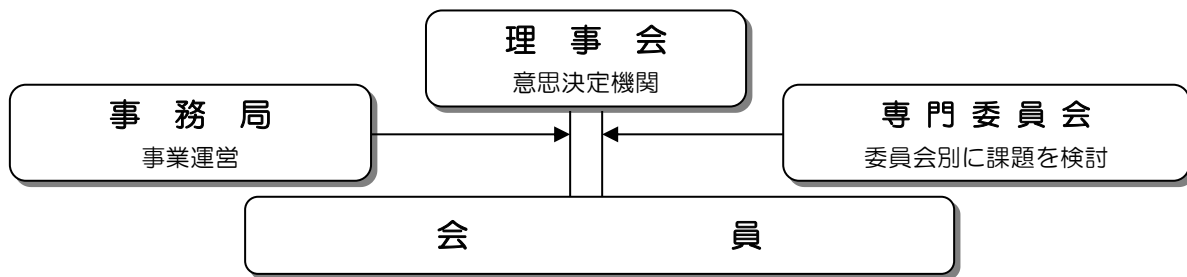 理事会
意思決定機関
事務局
事業運営
専門委員会
委員会別に課題を検討
会員